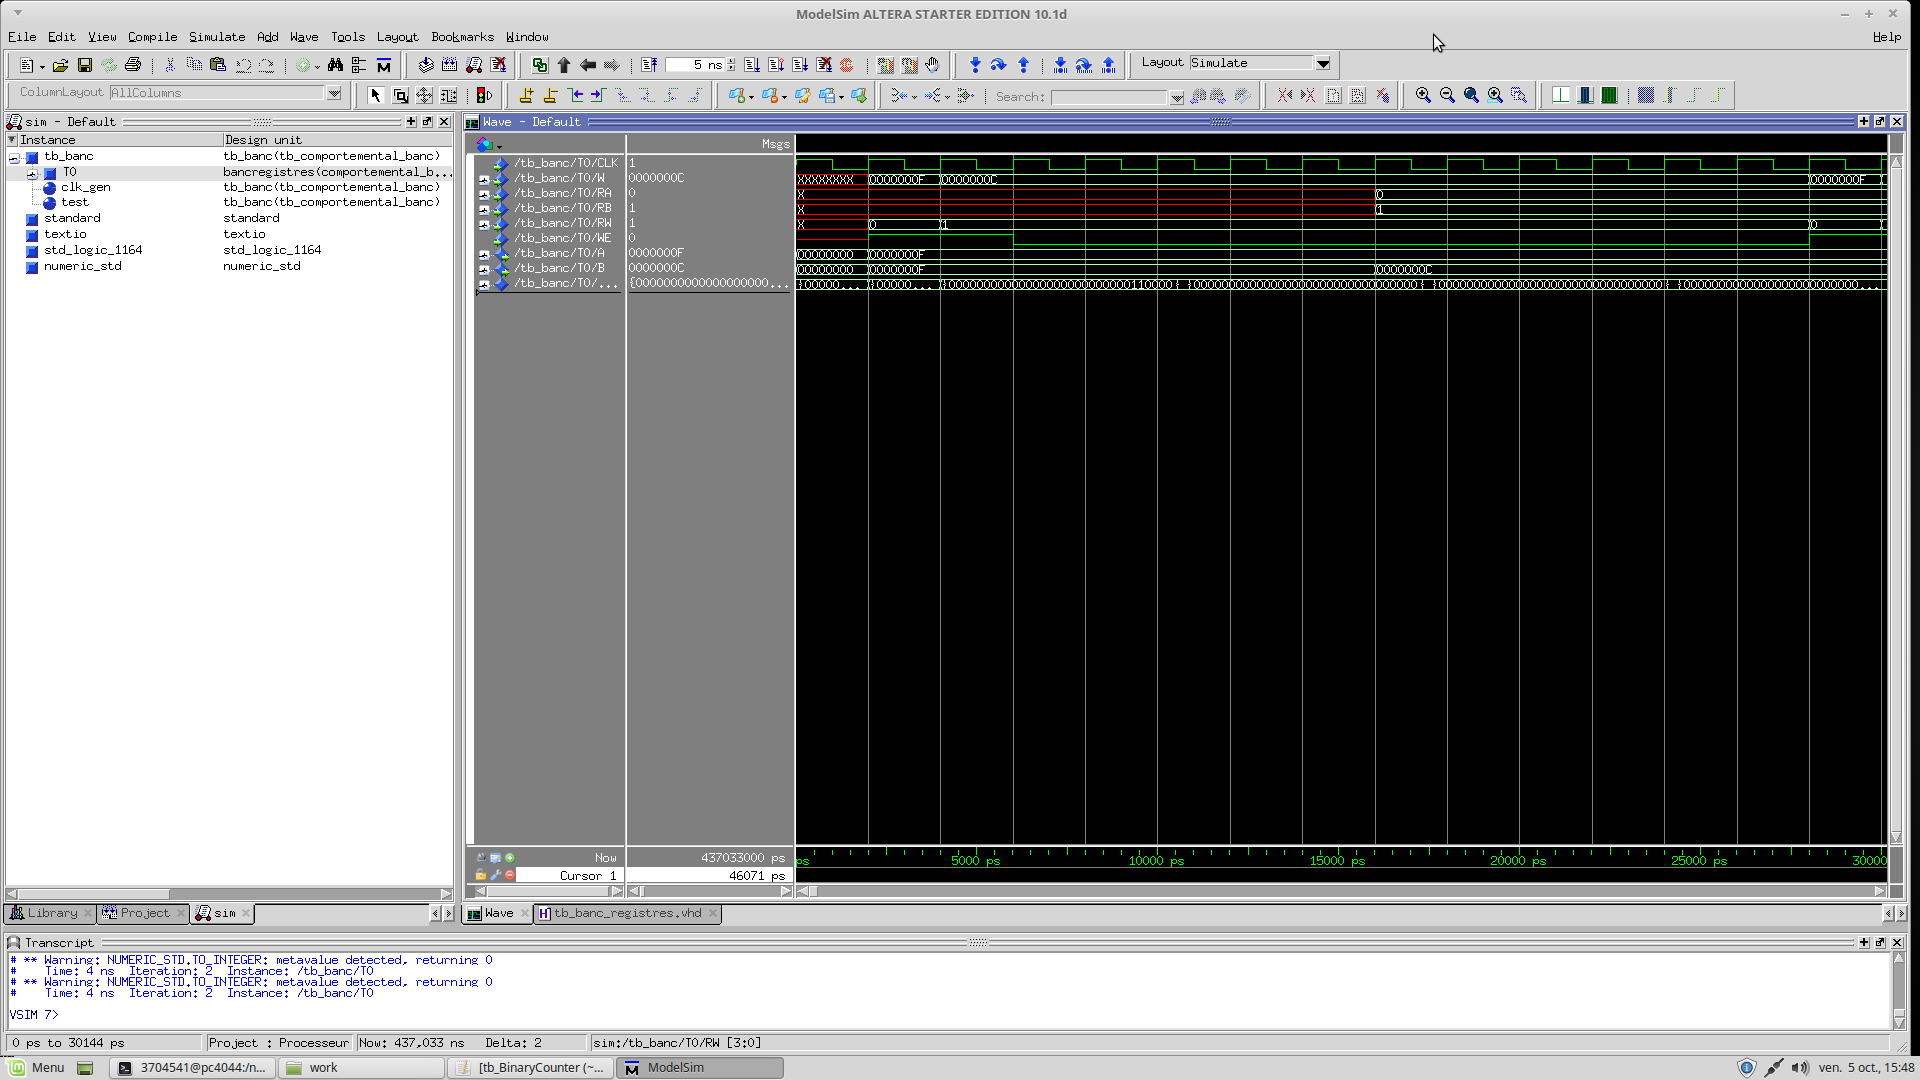 ModelSim ALTERA STARTER EDITION 10.1d
File Edit View Compile Simulate Add Wave Tools Layout Bookmarks Window Help
5 ns Layout Simulate
ColumnLayout AllColumns Search:
sim - Default
Instance Design unit
tb_banc tb_banc(tb_comportemental_banc)
T0 bancregistres(comportemental_b...
clk_gen tb_banc(tb_comportemental_banc)
test tb_banc(tb_comportemental_banc)
standard standard
textio textio
std_logic_1164 std_logic_1164
numeric_std numeric_std
Wave - Default
Msgs
/tb_banc/T0/CLK 1
/tb_banc/T0/W 0000000C XXXXXXXX 0000000F 0000000C 0000000F
/tb_banc/T0/RA 0 X 0
/tb_banc/T0/RB 1 X 1
/tb_banc/T0/RW 1 X 0 1 0
/tb_banc/T0/WE 0
/tb_banc/T0/A 0000000F 00000000 0000000F
/tb_banc/T0/B 0000000C 00000000 0000000F 0000000C
/tb_banc/T0/...
Now 437033000 ps
Cursor 1 46071 ps
ps 5000 ps 10000 ps 15000 ps 20000 ps 25000 ps 30000
Library Project sim
Wave tb_banc_registres.vhd
Transcript
# ** Warning: NUMERIC_STD.TO_INTEGER: metavalue detected, returning 0
# Time: 4 ns Iteration: 2 Instance: /tb_banc/T0
# ** Warning: NUMERIC_STD.TO_INTEGER: metavalue detected, returning 0
# Time: 4 ns Iteration: 2 Instance: /tb_banc/T0
VSIM 7>
0 ps to 30144 ps Project : Processeur Now: 437,033 ns Delta: 2 sim:/tb_banc/T0/RW [3:0]
Menu 3704541@pc4044:/n... work [tb_BinaryCounter (~... ModelSim ven. 5 oct., 15:48